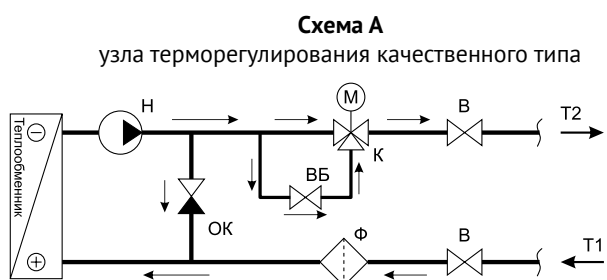 Схема А
узла терморегулирования качественного типа
М
Н
В
Т2
К
ВБ
Теплообменник
ОК
Ф
В
Т1